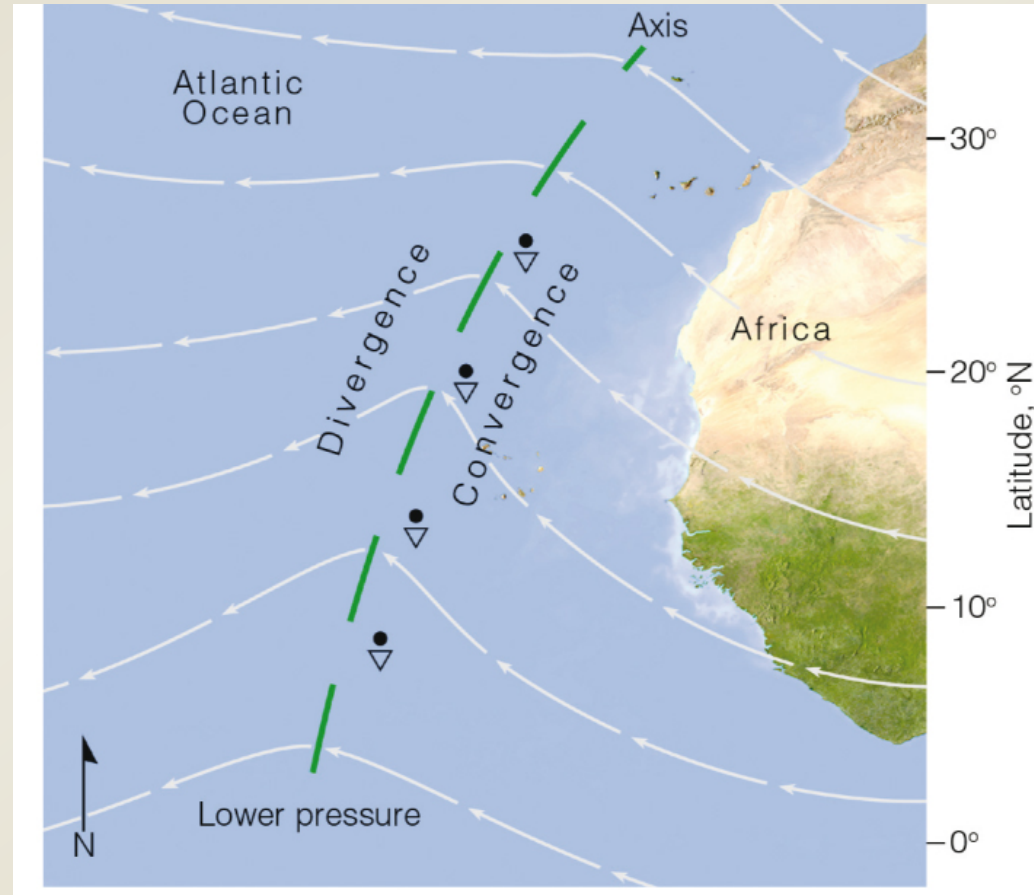 Axis
Atlantic
Ocean
30°
Divergence
Convergence
Africa
20°
Latitude, °N
10°
Lower pressure
N
0°